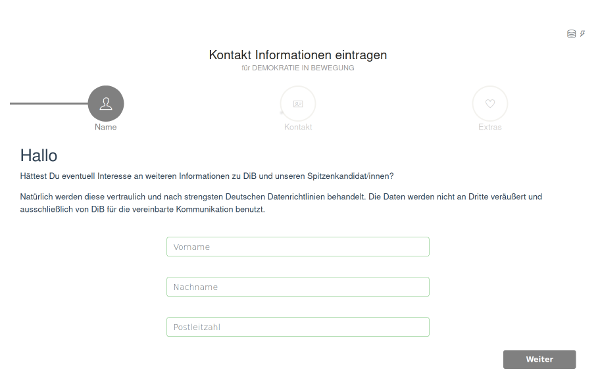 Kontakt Informationen eintragen
für DEMOKRATIE IN BEWEGUNG
Name
Kontakt
Extras
Hallo
Hättest Du eventuell Interesse an weiteren Informationen zu DiB und unseren Spitzenkandidat/innen?
Natürlich werden diese vertraulich und nach strengsten Deutschen Datenrichtlinien behandelt. Die Daten werden nicht an Dritte veräußert und
ausschließlich von DiB für die vereinbarte Kommunikation benutzt.
Vorname
Nachname
Postleitzahl
Weiter